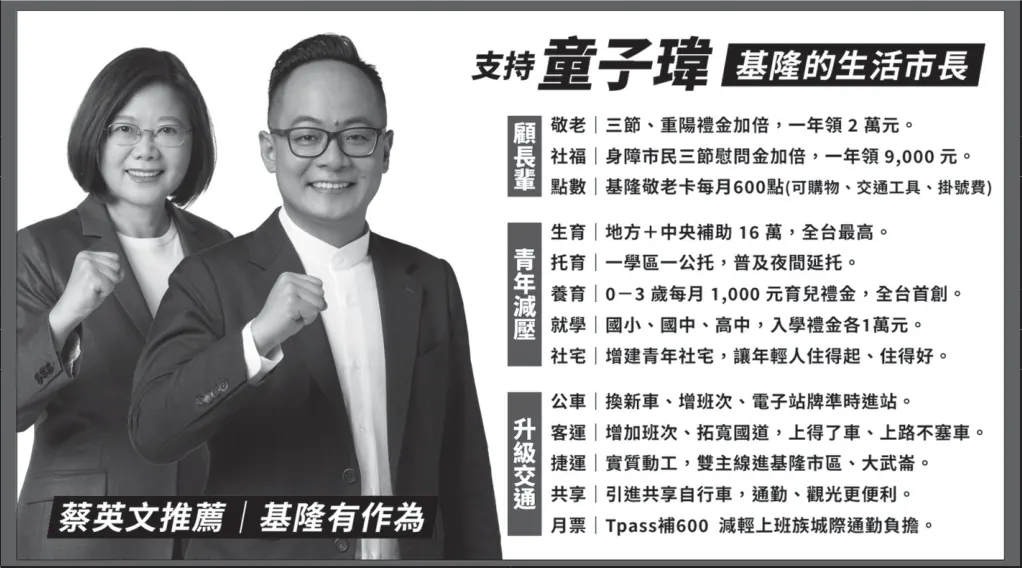 支持 童子瑋 基隆的生活市長
顧長輩
敬老｜三節、重陽禮金加倍，一年領 2 萬元。
社福｜身障市民三節慰問金加倍，一年領 9,000 元。
點數｜基隆敬老卡每月600點(可購物、交通工具、掛號費)
青年減壓
生育｜地方＋中央補助 16 萬，全台最高。
托育｜一學區一公托，普及夜間延托。
養育｜0－3 歲每月 1,000 元育兒禮金，全台首創。
就學｜國小、國中、高中，入學禮金各1萬元。
社宅｜增建青年社宅，讓年輕人住得起、住得好。
升級交通
公車｜換新車、增班次、電子站牌準時進站。
客運｜增加班次、拓寬國道，上得了車、上路不塞車。
捷運｜實質動工，雙主線進基隆市區、大武崙。
共享｜引進共享自行車，通勤、觀光更便利。
月票｜Tpass補600 減輕上班族城際通勤負擔。
蔡英文推薦｜基隆有作為